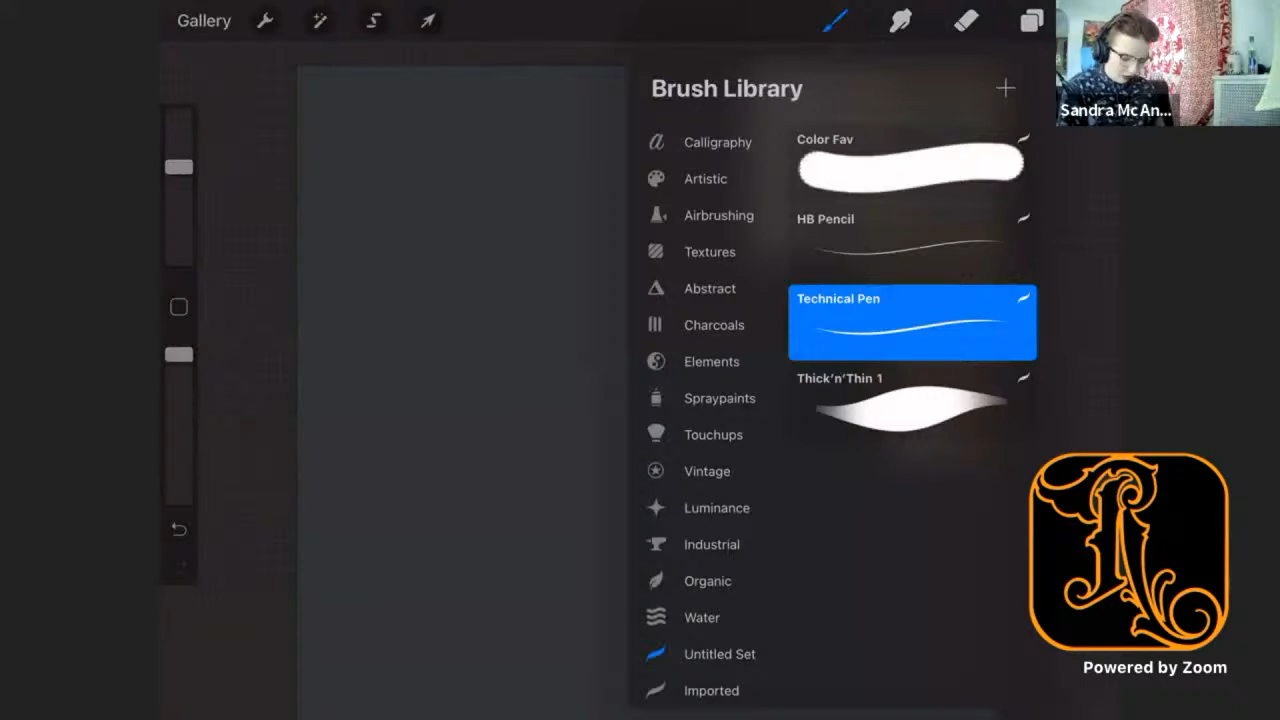 Gallery
Sandra McAn...
Brush Library
Calligraphy
Artistic
Airbrushing
Textures
Abstract
Charcoals
Elements
Spraypaints
Touchups
Vintage
Luminance
Industrial
Organic
Water
Untitled Set
Imported
Color Fav
HB Pencil
Technical Pen
Thick'n'Thin 1
Powered by Zoom